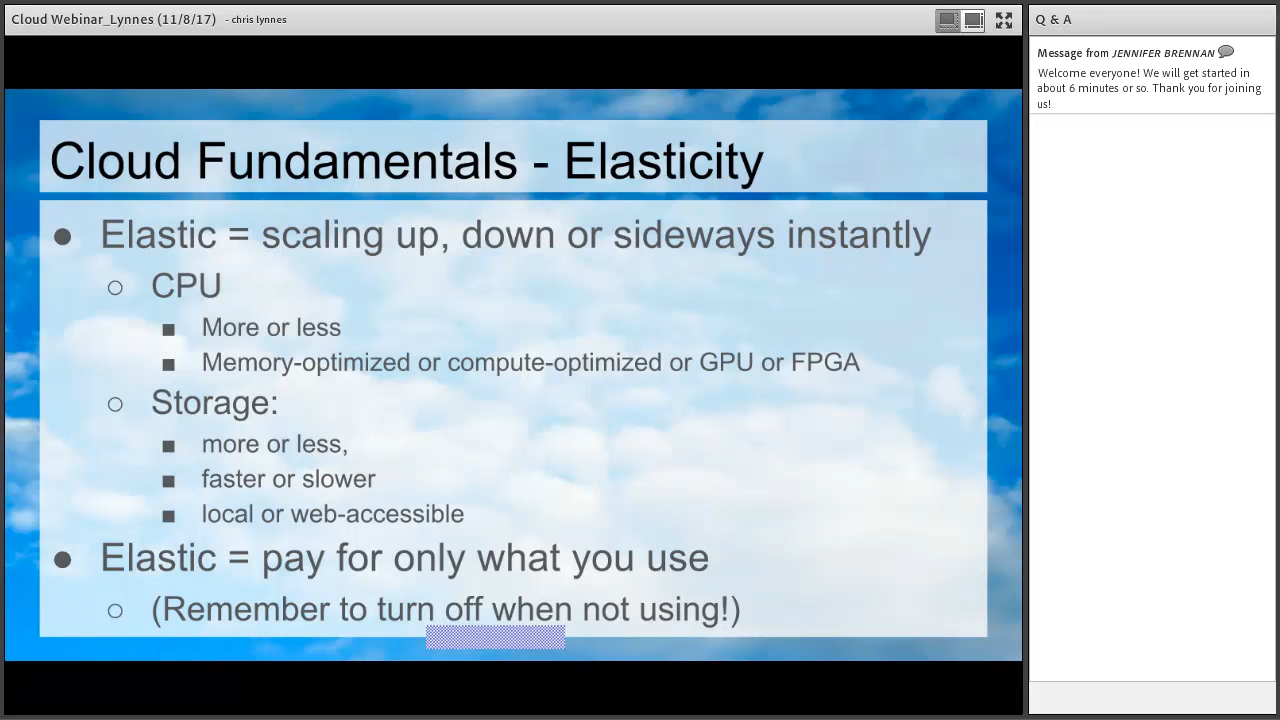 Cloud Webinar_Lynnes (11/8/17) - chris lynnes
Cloud Fundamentals - Elasticity
● Elastic = scaling up, down or sideways instantly
○ CPU
■ More or less
■ Memory-optimized or compute-optimized or GPU or FPGA
○ Storage:
■ more or less,
■ faster or slower
■ local or web-accessible
● Elastic = pay for only what you use
○ (Remember to turn off when not using!)
Q & A
Message from JENNIFER BRENNAN
Welcome everyone! We will get started in
about 6 minutes or so. Thank you for joining
us!